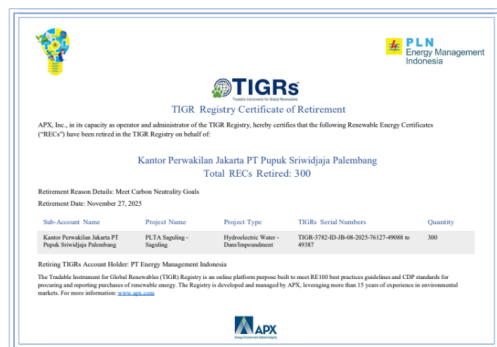 PLN
Energy Management
Indonesia
TIGRs
Tradable Instruments for Global Renewables
TIGR Registry Certificate of Retirement
APX, Inc., in its capacity as operator and administrator of the TIGR Registry, hereby certifies that the following Renewable Energy Certificates
("RECs") have been retired in the TIGR Registry on behalf of:
Kantor Perwakilan Jakarta PT Pupuk Sriwidjaja Palembang
Total RECs Retired: 300
Retirement Reason Details: Meet Carbon Neutrality Goals
Retirement Date: November 27, 2025
Sub-Account Name Project Name Project Type TIGRs Serial Numbers Quantity
Kantor Perwakilan Jakarta PT PLTA Saguling - Hydroelectric Water - TIGR-3782-ID-JB-08-2025-76127-49088 to 300
Pupuk Sriwidjaja Palembang Saguling Dam/Impoundment 49387
Retiring TIGRs Account Holder: PT Energy Management Indonesia
The Tradable Instrument for Global Renewables (TIGR) Registry is an online platform purpose built to meet RE100 best practices guidelines and CDP standards for
procuring and reporting purchases of renewable energy. The Registry is developed and managed by APX, leveraging more than 15 years of experience in environmental
markets. For more information: www.apx.com
APX